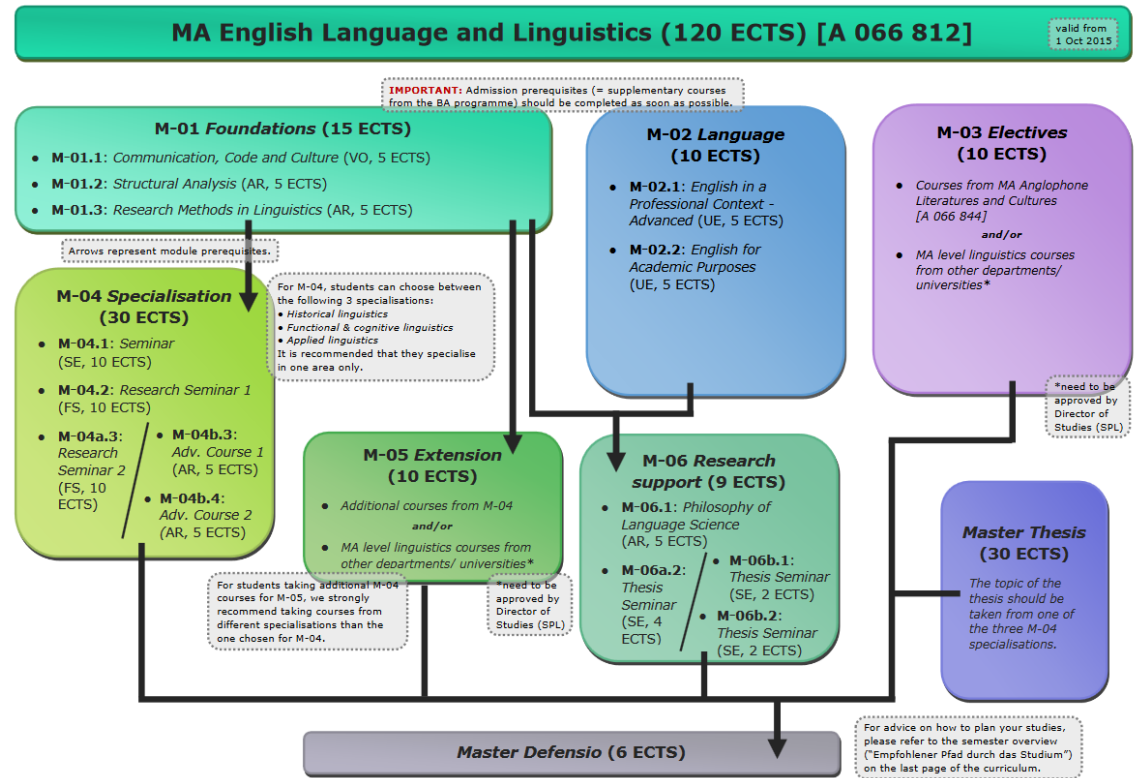 MA English Language and Linguistics (120 ECTS) [A 066 812]
valid from
1 Oct 2015
IMPORTANT: Admission prerequisites (= supplementary courses
from the BA programme) should be completed as soon as possible.
M-01 Foundations (15 ECTS)
● M-01.1: Communication, Code and Culture (VO, 5 ECTS)
● M-01.2: Structural Analysis (AR, 5 ECTS)
● M-01.3: Research Methods in Linguistics (AR, 5 ECTS)
M-02 Language
(10 ECTS)
● M-02.1: English in a
Professional Context -
Advanced (UE, 5 ECTS)
● M-02.2: English for
Academic Purposes
(UE, 5 ECTS)
M-03 Electives
(10 ECTS)
● Courses from MA Anglophone
Literatures and Cultures
[A 066 844]
and/or
● MA level linguistics courses
from other departments/
universities*
*need to be
approved by
Director of
Studies (SPL)
Arrows represent module prerequisites.
M-04 Specialisation
(30 ECTS)
● M-04.1: Seminar
(SE, 10 ECTS)
● M-04.2: Research Seminar 1
(FS, 10 ECTS)
● M-04a.3:
Research
Seminar 2
(FS, 10
ECTS)
● M-04b.3:
Adv. Course 1
(AR, 5 ECTS)
● M-04b.4:
Adv. Course 2
(AR, 5 ECTS)
For M-04, students can choose between
the following 3 specialisations:
● Historical linguistics
● Functional & cognitive linguistics
● Applied linguistics
It is recommended that they specialise
in one area only.
M-05 Extension
(10 ECTS)
● Additional courses from M-04
and/or
● MA level linguistics courses from
other departments/ universities*
For students taking additional M-04
courses for M-05, we strongly
recommend taking courses from
different specialisations than the
one chosen for M-04.
*need to be
approved by
Director of
Studies (SPL)
M-06 Research
support (9 ECTS)
● M-06.1: Philosophy of
Language Science
(AR, 5 ECTS)
● M-06a.2:
Thesis
Seminar
(SE, 4
ECTS)
● M-06b.1:
Thesis Seminar
(SE, 2 ECTS)
● M-06b.2:
Thesis Seminar
(SE, 2 ECTS)
Master Thesis
(30 ECTS)
The topic of the
thesis should be
taken from one of
the three M-04
specialisations.
Master Defensio (6 ECTS)
For advice on how to plan your studies,
please refer to the semester overview
("Empfohlener Pfad durch das Studium")
on the last page of the curriculum.